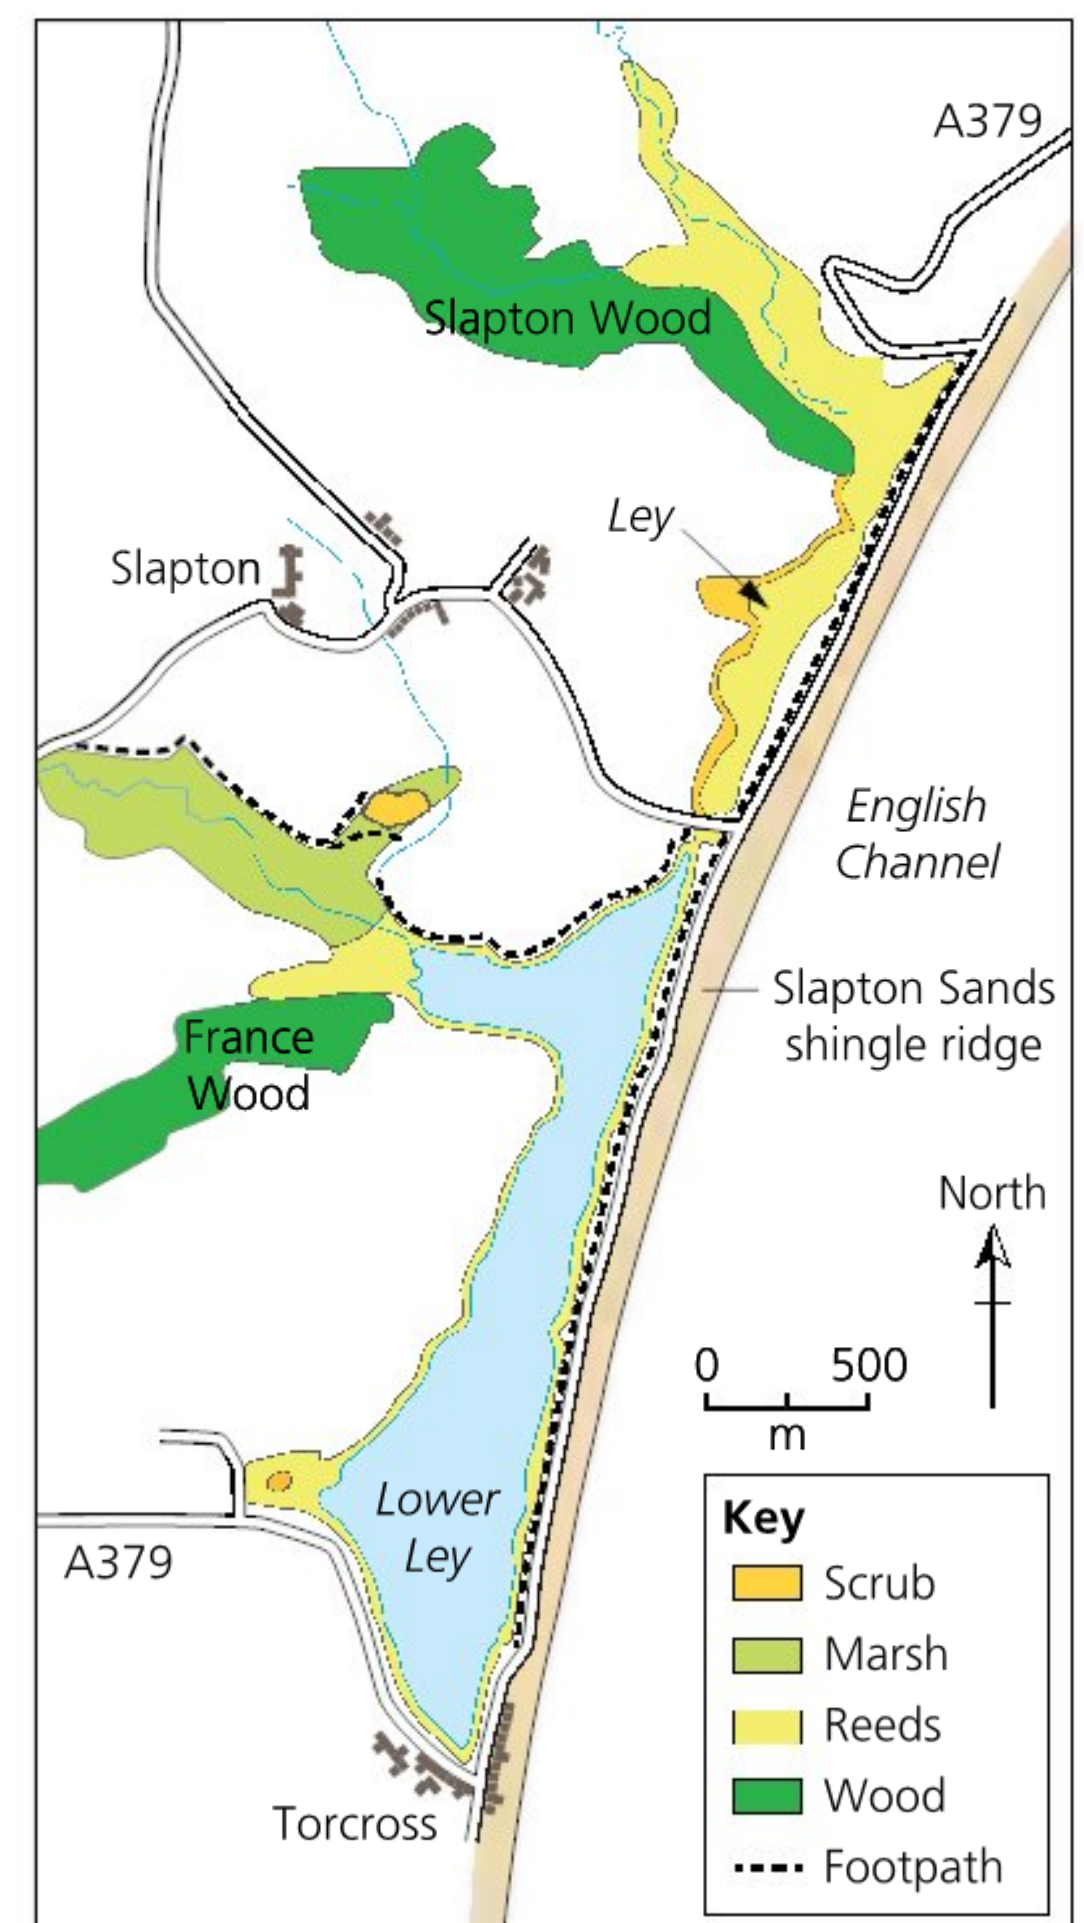 A379
Slapton Wood
Ley
Slapton
English
Channel
Slapton Sands
shingle ridge
France
Wood
North
0 500
m
Lower
Ley
A379
Torcross
Key
Scrub
Marsh
Reeds
Wood
Footpath